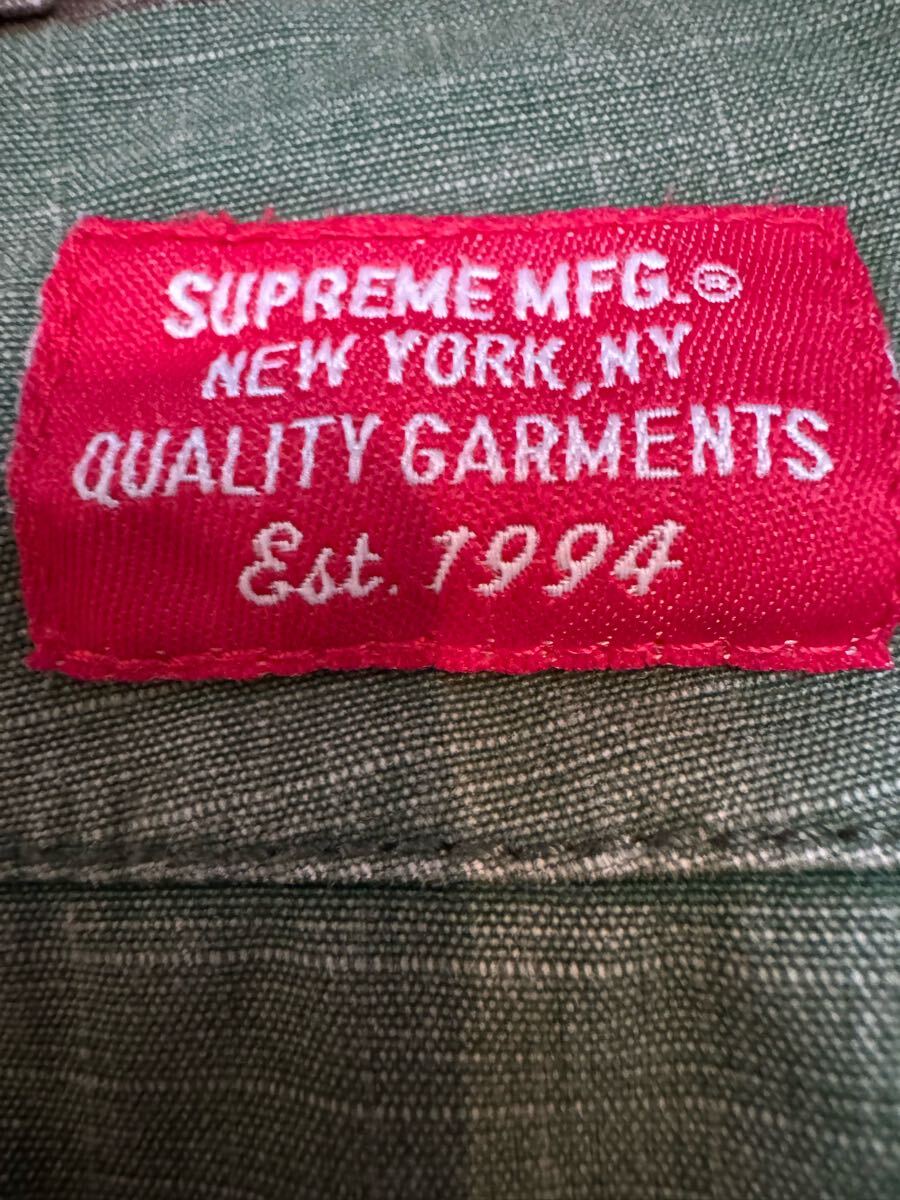 SUPREME MFG.®
NEW YORK, NY
QUALITY GARMENTS
Est. 1994